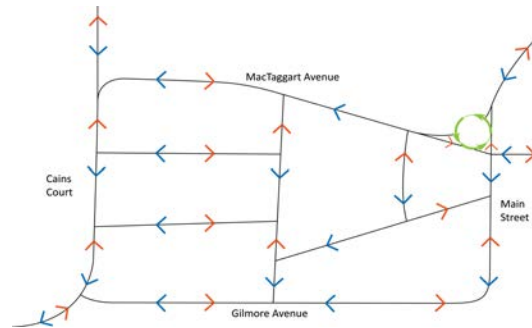 MacTaggart Avenue
Cains
Court
Main
Street
Gilmore Avenue